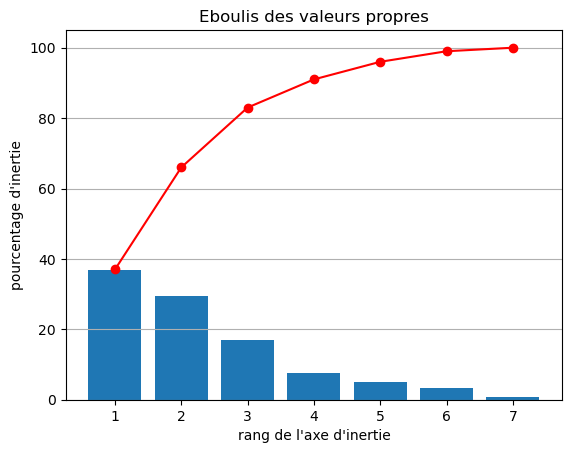 Eboulis des valeurs propres
100
80
60
40
20
0
pourcentage d'inertie
1 2 3 4 5 6 7
rang de l'axe d'inertie